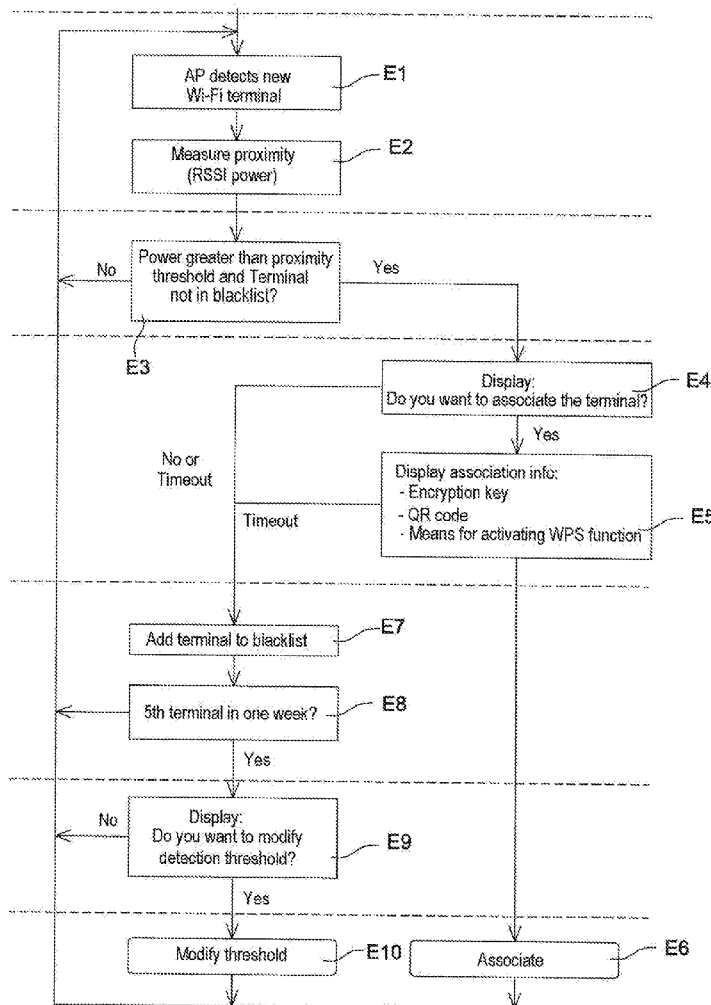 AP detects new
Wi-Fi terminal
E1
Measure proximity
(RSSI power)
E2
Power greater than proximity
threshold and Terminal
not in blacklist?
No
Yes
E3
Display:
Do you want to associate the terminal?
E4
Yes
No or
Timeout
Display association info:
- Encryption key
- QR code
- Means for activating WPS function
E5
Timeout
Add terminal to blacklist
E7
5th terminal in one week?
E8
Yes
Display:
Do you want to modify
detection threshold?
No
E9
Yes
Modify threshold
E10
Associate
E6